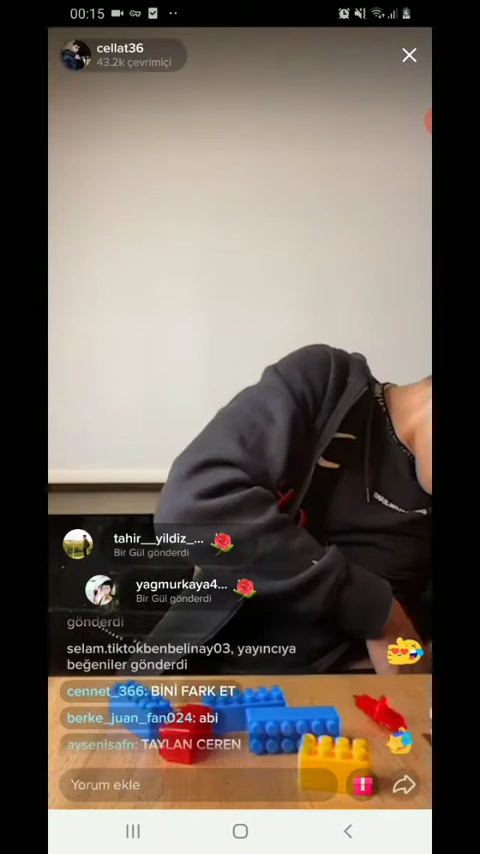 00:15
cellat36
43.2k çevrimiçi
tahir__yildiz_...
Bir Gül gönderdi
yagmurkaya4...
Bir Gül gönderdi
gönderdi
selam.tiktokbenbelinay03, yayıncıya
beğeniler gönderdi
cennet_366: BİNİ FARK ET
berke_juan_fan024: abi
aysenisafn: TAYLAN CEREN
Yorum ekle